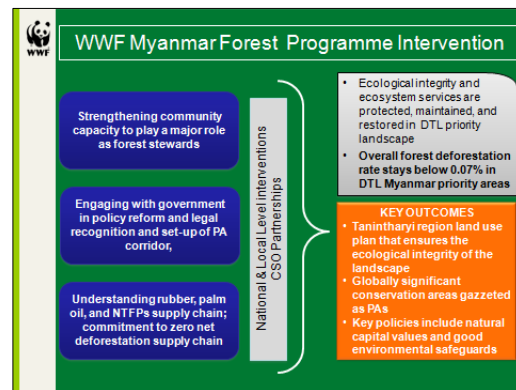 WWF
WWF Myanmar Forest Programme Intervention
Strengthening community
capacity to play a major role
as forest stewards
Engaging with government
in policy reform and legal
recognition and set-up of PA
corridor,
Understanding rubber, palm
oil, and NTFPs supply chain;
commitment to zero net
deforestation supply chain
National & Local Level interventions
CSO Partnerships
• Ecological integrity and
ecosystem services are
protected, maintained, and
restored in DTL priority
landscape
• Overall forest deforestation
rate stays below 0.07% in
DTL Myanmar priority areas
KEY OUTCOMES
• Tanintharyi region land use
plan that ensures the
ecological integrity of the
landscape
• Globally significant
conservation areas gazzeted
as PAs
• Key policies include natural
capital values and good
environmental safeguards